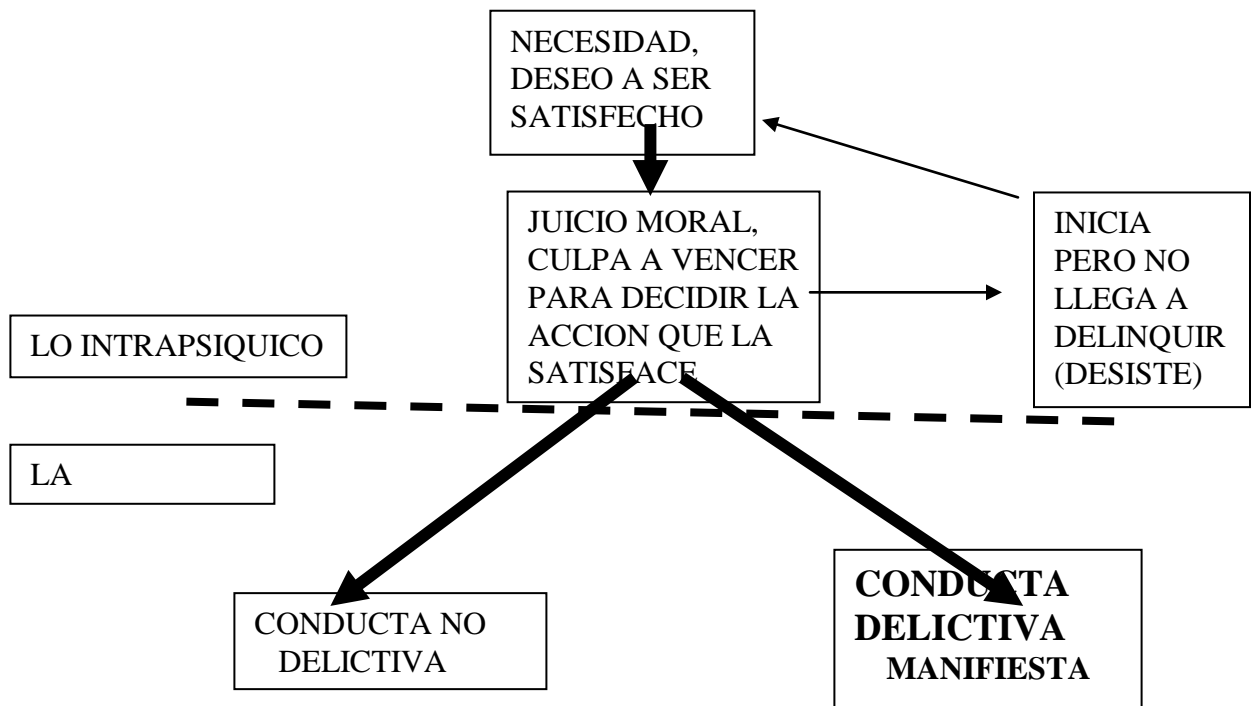 NECESIDAD,
DESEO A SER
SATISFECHO
JUICIO MORAL,
CULPA A VENCER
PARA DECIDIR LA
ACCION QUE LA
SATISFACE
INICIA
PERO NO
LLEGA A
DELINQUIR
(DESISTE)
LO INTRAPSIQUICO
LA
CONDUCTA NO
DELICTIVA
CONDUCTA
DELICTIVA
MANIFIESTA